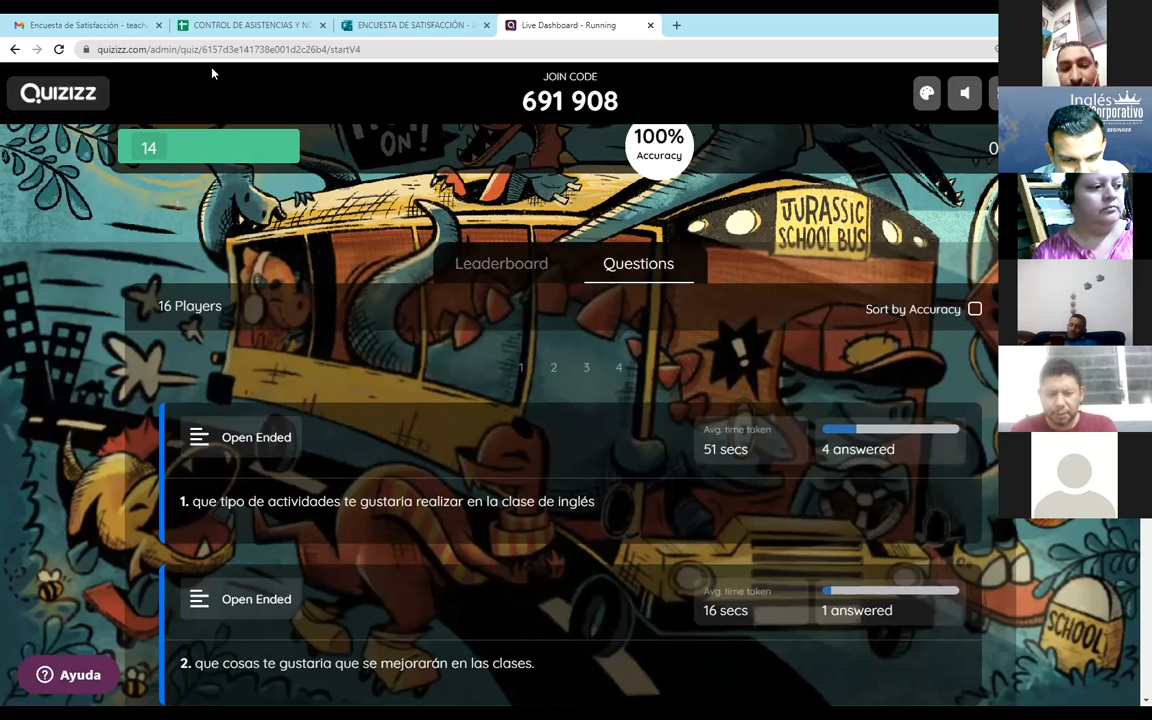 Encuesta de Satisfacción - teach
CONTROL DE ASISTENCIAS Y NO
ENCUESTA DE SATISFACCIÓN -
Live Dashboard - Running
quizizz.com/admin/quiz/6157d3e141738e001d2c26b4/startV4
Quizizz
JOIN CODE
691 908
Inglés
Corporativo
BEGINNER
ON!
14
100%
Accuracy
0
JURASSIC
SCHOOL BUS
Leaderboard
Questions
16 Players
Sort by Accuracy
1 2 3 4
Open Ended
Avg. time taken
51 secs
4 answered
1. que tipo de actividades te gustaria realizar en la clase de inglés
Open Ended
Avg. time taken
16 secs
1 answered
2. que cosas te gustaria que se mejorarán en las clases.
SCHOOL
Ayuda